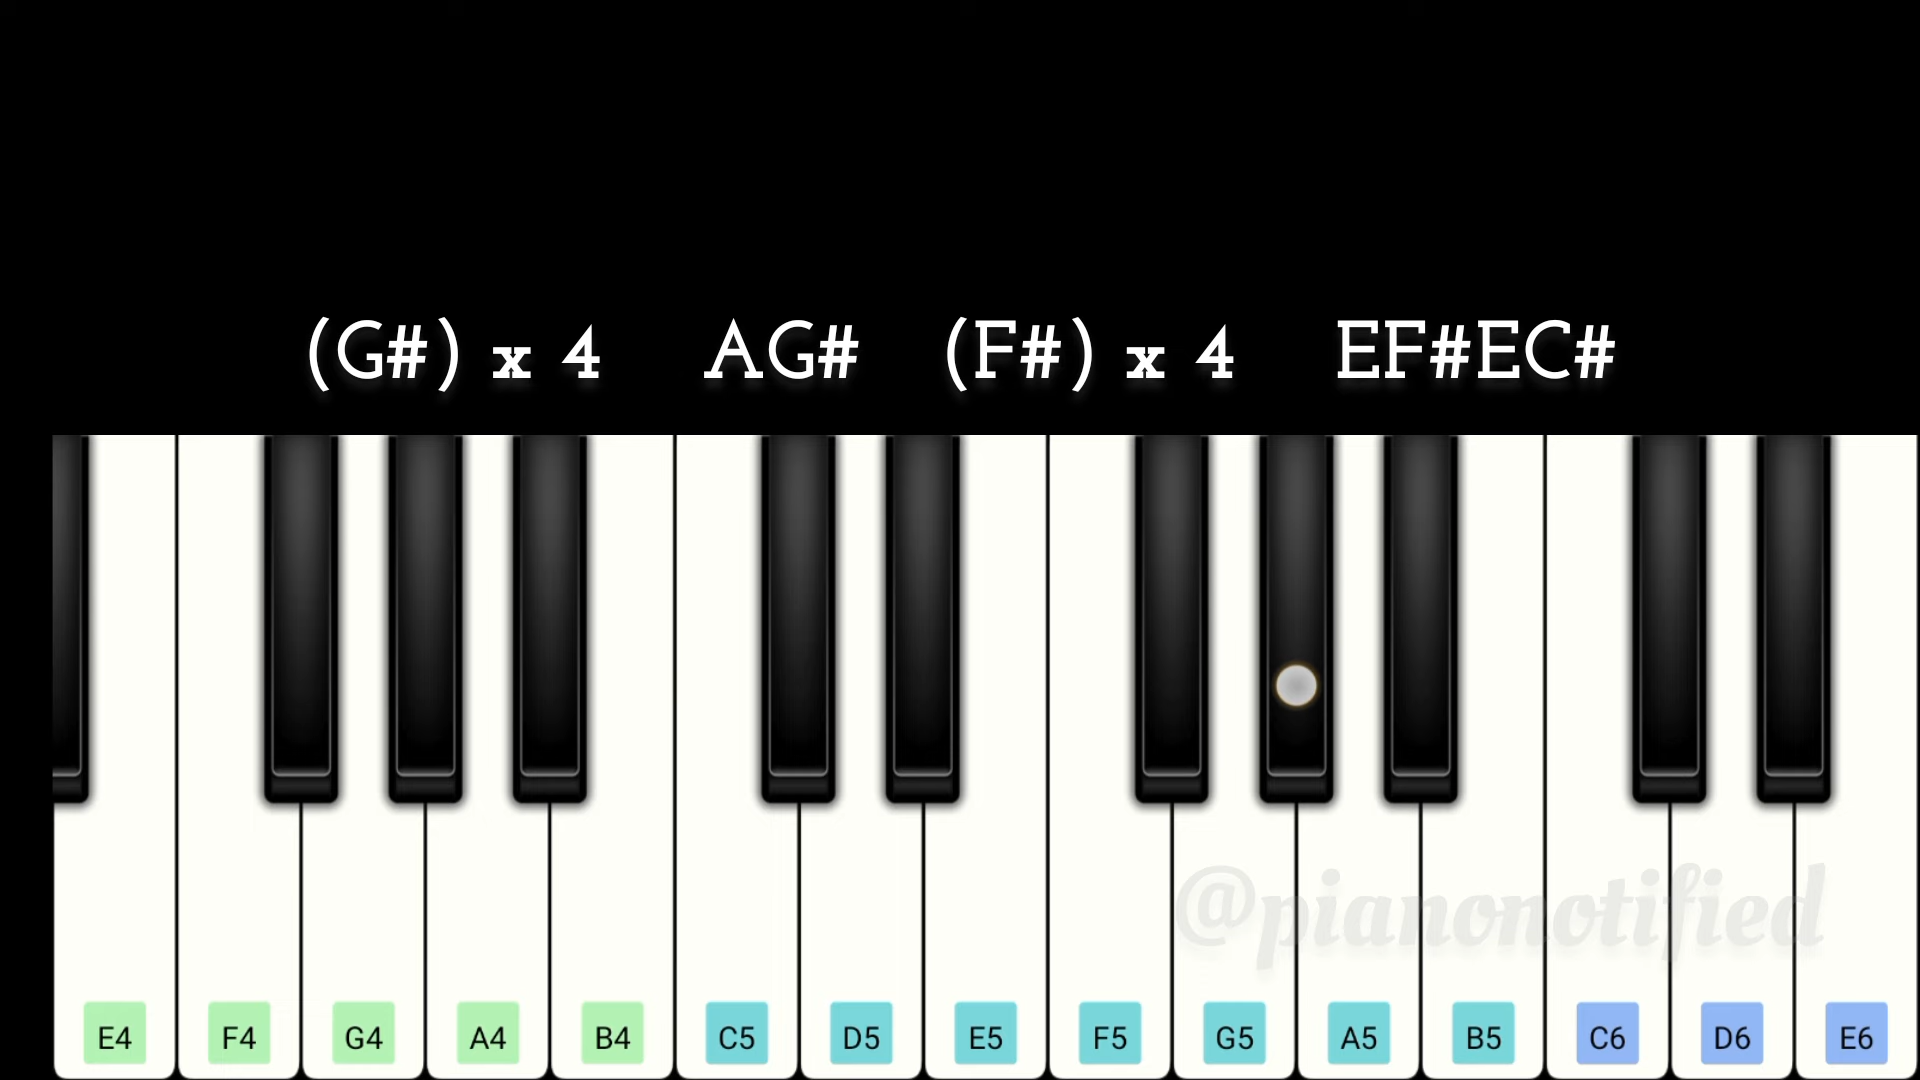 (G#) x 4 AG# (F#) x 4 EF#EC#
@pianonotified
E4 F4 G4 A4 B4 C5 D5 E5 F5 G5 A5 B5 C6 D6 E6